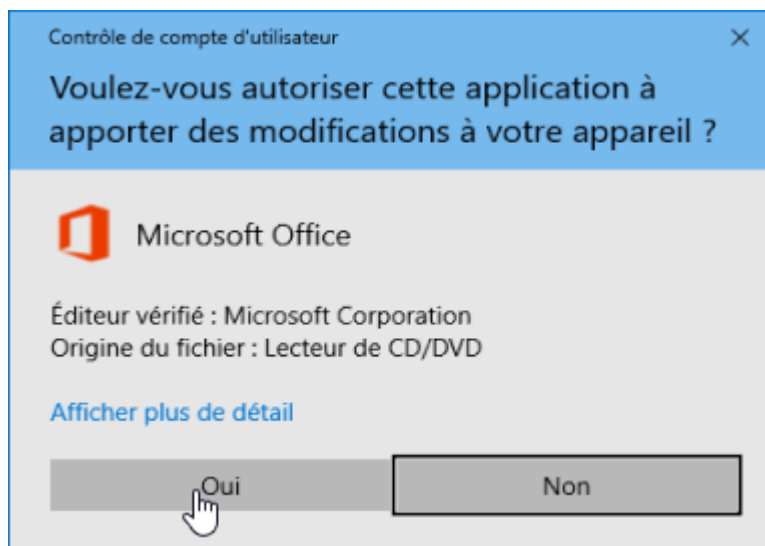 Contrôle de compte d'utilisateur
Voulez-vous autoriser cette application à
apporter des modifications à votre appareil ?
Microsoft Office
Éditeur vérifié : Microsoft Corporation
Origine du fichier : Lecteur de CD/DVD
Afficher plus de détail
Oui
Non